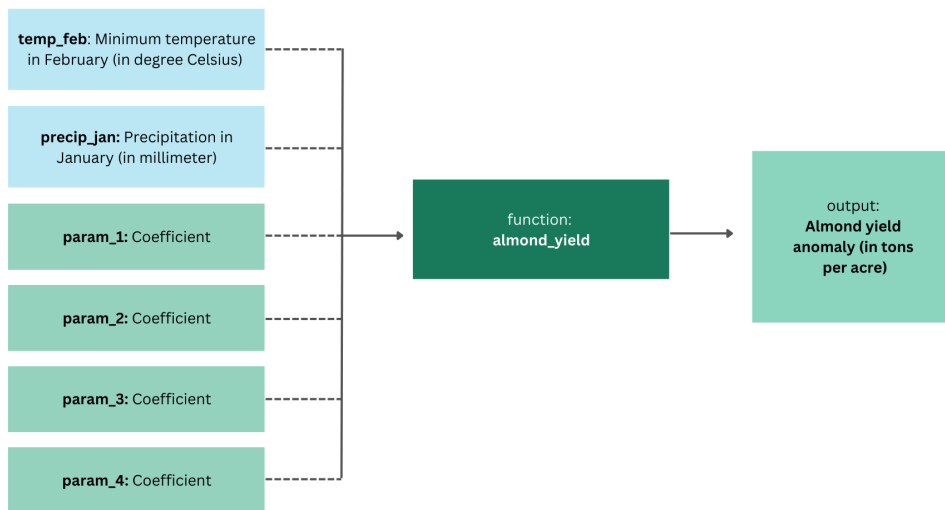 temp_feb: Minimum temperature
in February (in degree Celsius)
precip_jan: Precipitation in
January (in millimeter)
param_1: Coefficient
param_2: Coefficient
param_3: Coefficient
param_4: Coefficient
function:
almond_yield
output:
Almond yield
anomaly (in tons
per acre)